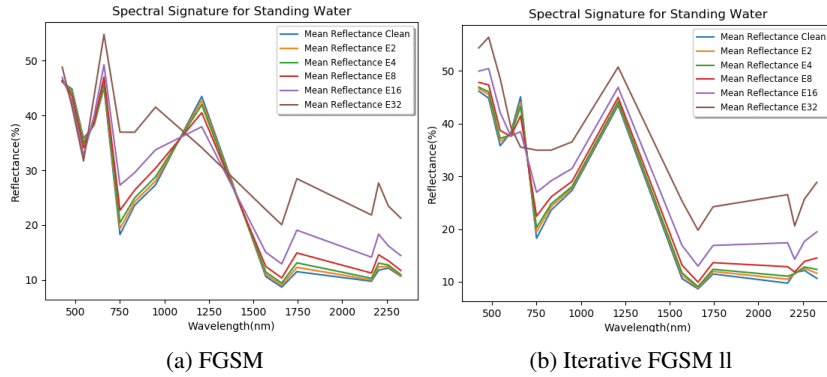 Spectral Signature for Standing Water
Reflectance(%)
50
40
30
20
10
Mean Reflectance Clean
Mean Reflectance E2
Mean Reflectance E4
Mean Reflectance E8
Mean Reflectance E16
Mean Reflectance E32
500 750 1000 1250 1500 1750 2000 2250
Wavelength(nm)
(a) FGSM
Spectral Signature for Standing Water
Reflectance(%)
50
40
30
20
10
Mean Reflectance Clean
Mean Reflectance E2
Mean Reflectance E4
Mean Reflectance E8
Mean Reflectance E16
Mean Reflectance E32
500 750 1000 1250 1500 1750 2000 2250
Wavelength(nm)
(b) Iterative FGSM ll